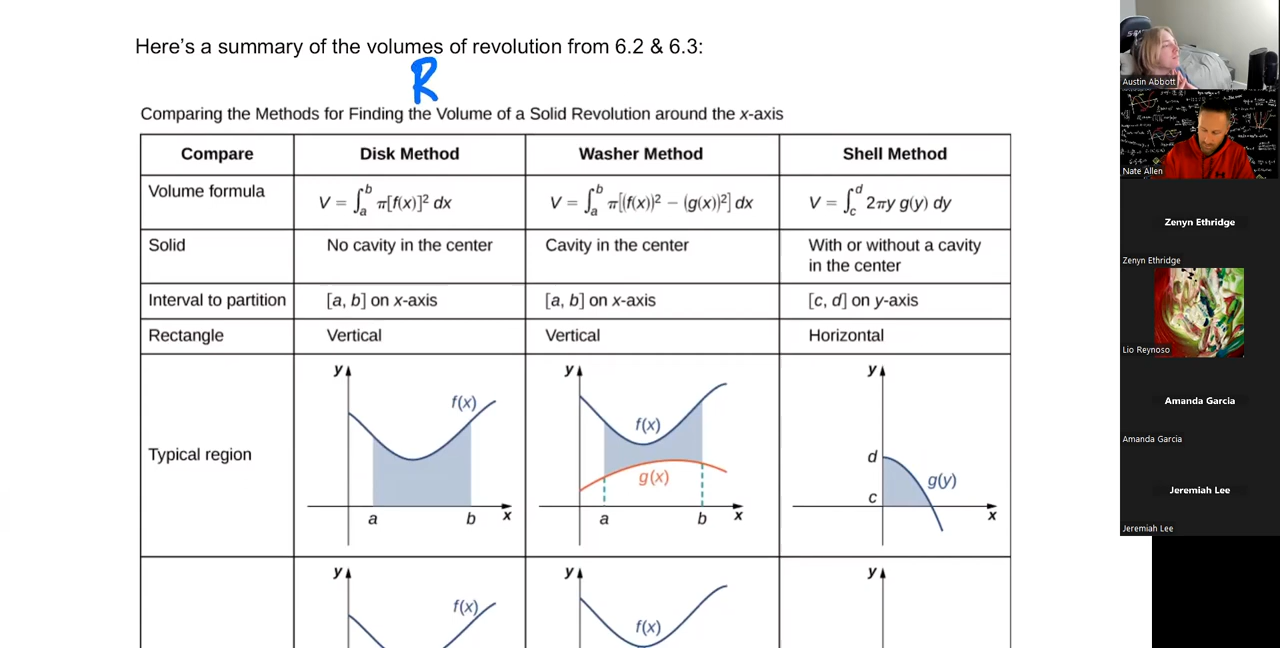 Here's a summary of the volumes of revolution from 6.2 & 6.3:
R
Comparing the Methods for Finding the Volume of a Solid Revolution around the x-axis
Compare Disk Method Washer Method Shell Method
Volume formula V = ∫_a^b π[f(x)]² dx V = ∫_a^b π[(f(x))² − (g(x))²] dx V = ∫_c^d 2πy g(y) dy
Solid No cavity in the center Cavity in the center With or without a cavity
in the center
Interval to partition [a, b] on x-axis [a, b] on x-axis [c, d] on y-axis
Rectangle Vertical Vertical Horizontal
Typical region
y f(x) a b x
y f(x) g(x) a b x
y d c g(y) x
y f(x)
y f(x)
y
Austin Abbott
Nate Allen
Zenyn Ethridge
Zenyn Ethridge
Lio Reynoso
Amanda Garcia
Amanda Garcia
Jeremiah Lee
Jeremiah Lee